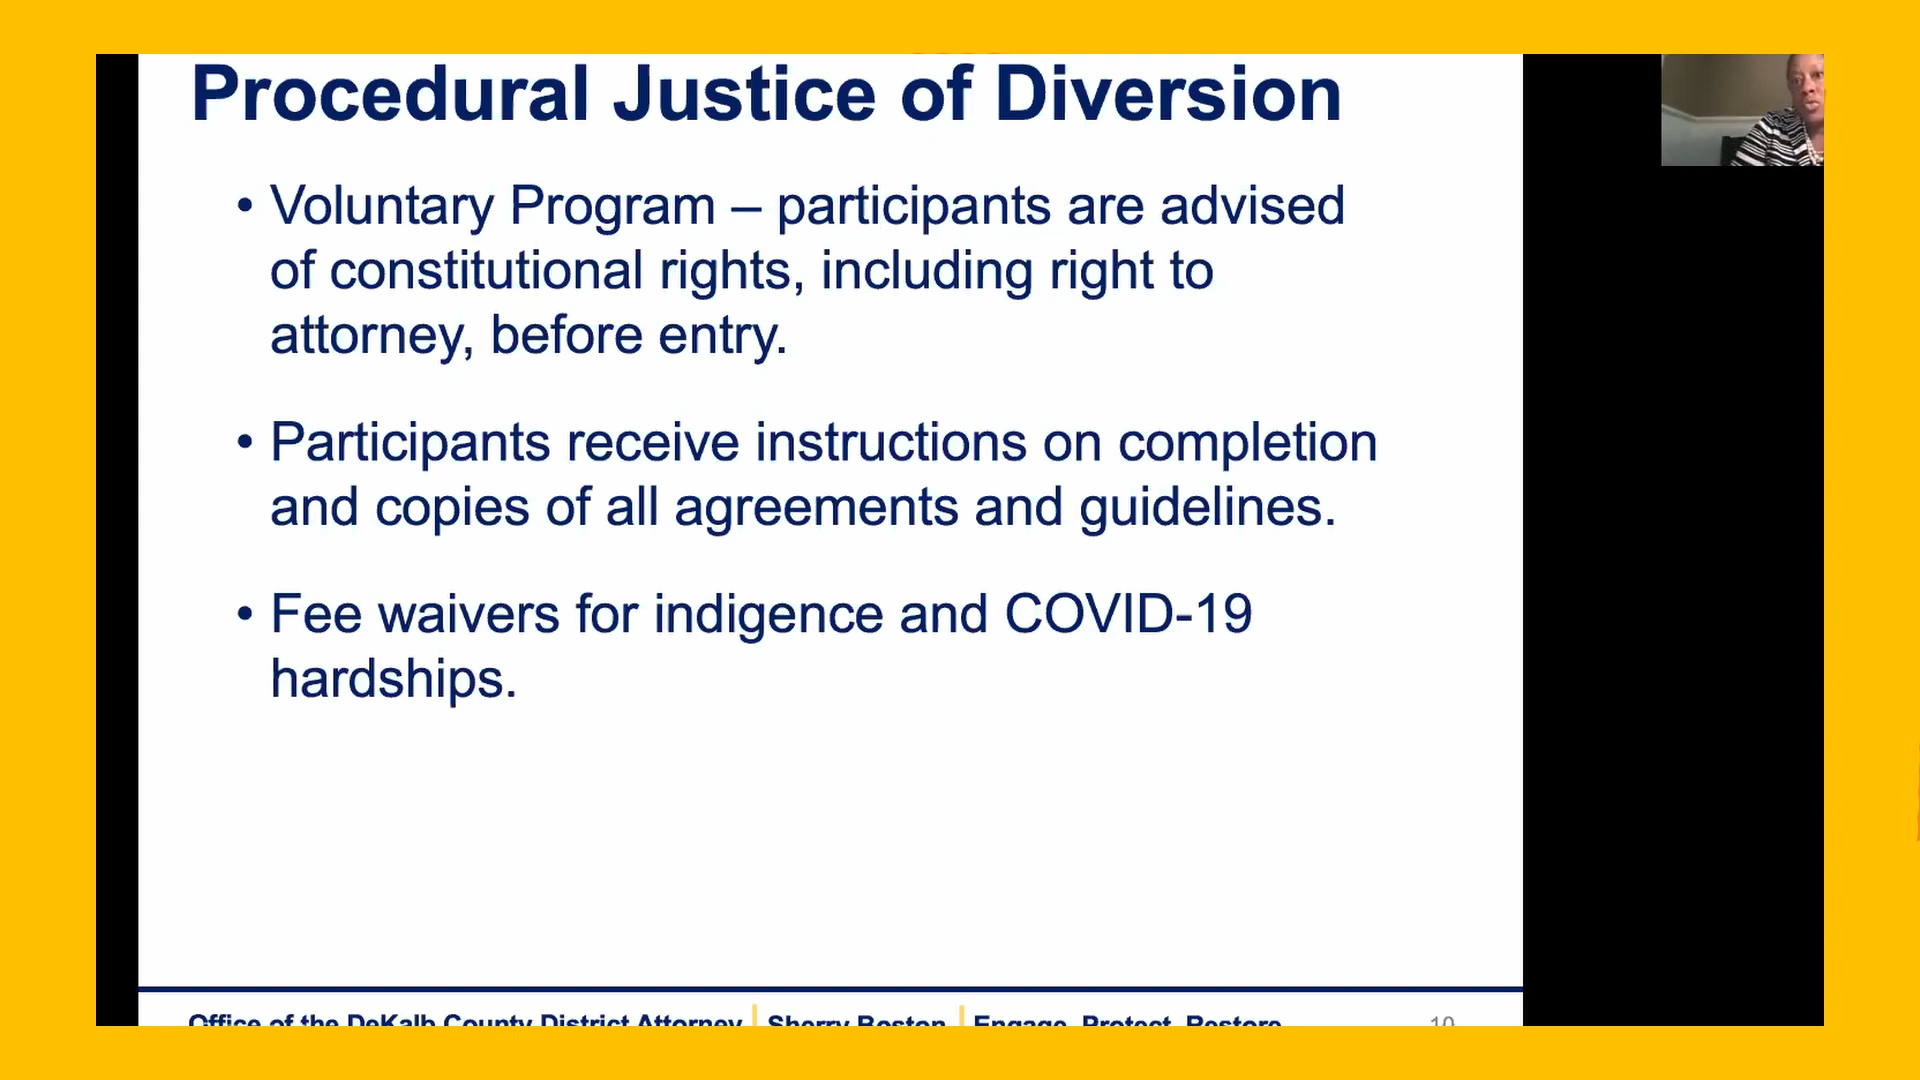 Procedural Justice of Diversion
• Voluntary Program – participants are advised
of constitutional rights, including right to
attorney, before entry.
• Participants receive instructions on completion
and copies of all agreements and guidelines.
• Fee waivers for indigence and COVID-19
hardships.
Office of the DeKalb County District Attorney | Sherry Boston | Engage. Protect. Restore. 10